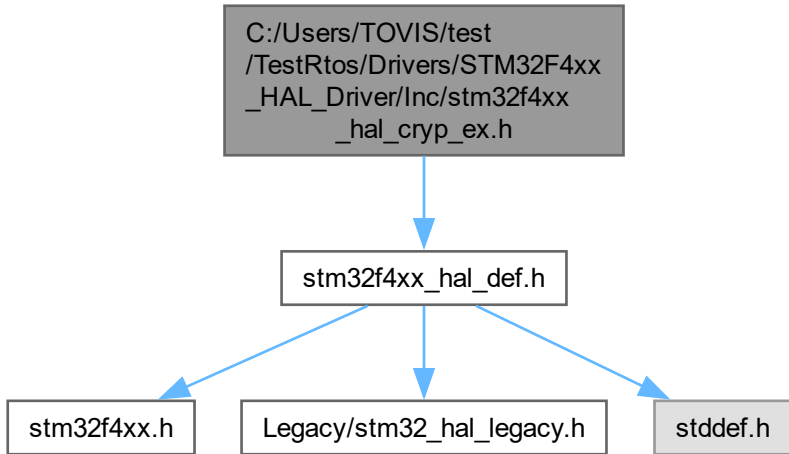 C:/Users/TOVIS/test
/TestRtos/Drivers/STM32F4xx
_HAL_Driver/Inc/stm32f4xx
_hal_cryp_ex.h
stm32f4xx_hal_def.h
stm32f4xx.h
Legacy/stm32_hal_legacy.h
stddef.h